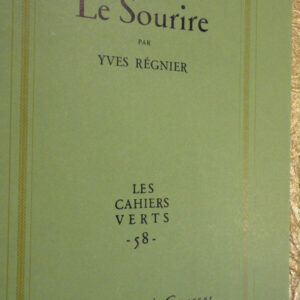 Le Sourire
PAR
YVES RÉGNIER
LES
CAHIERS
VERTS
-58-